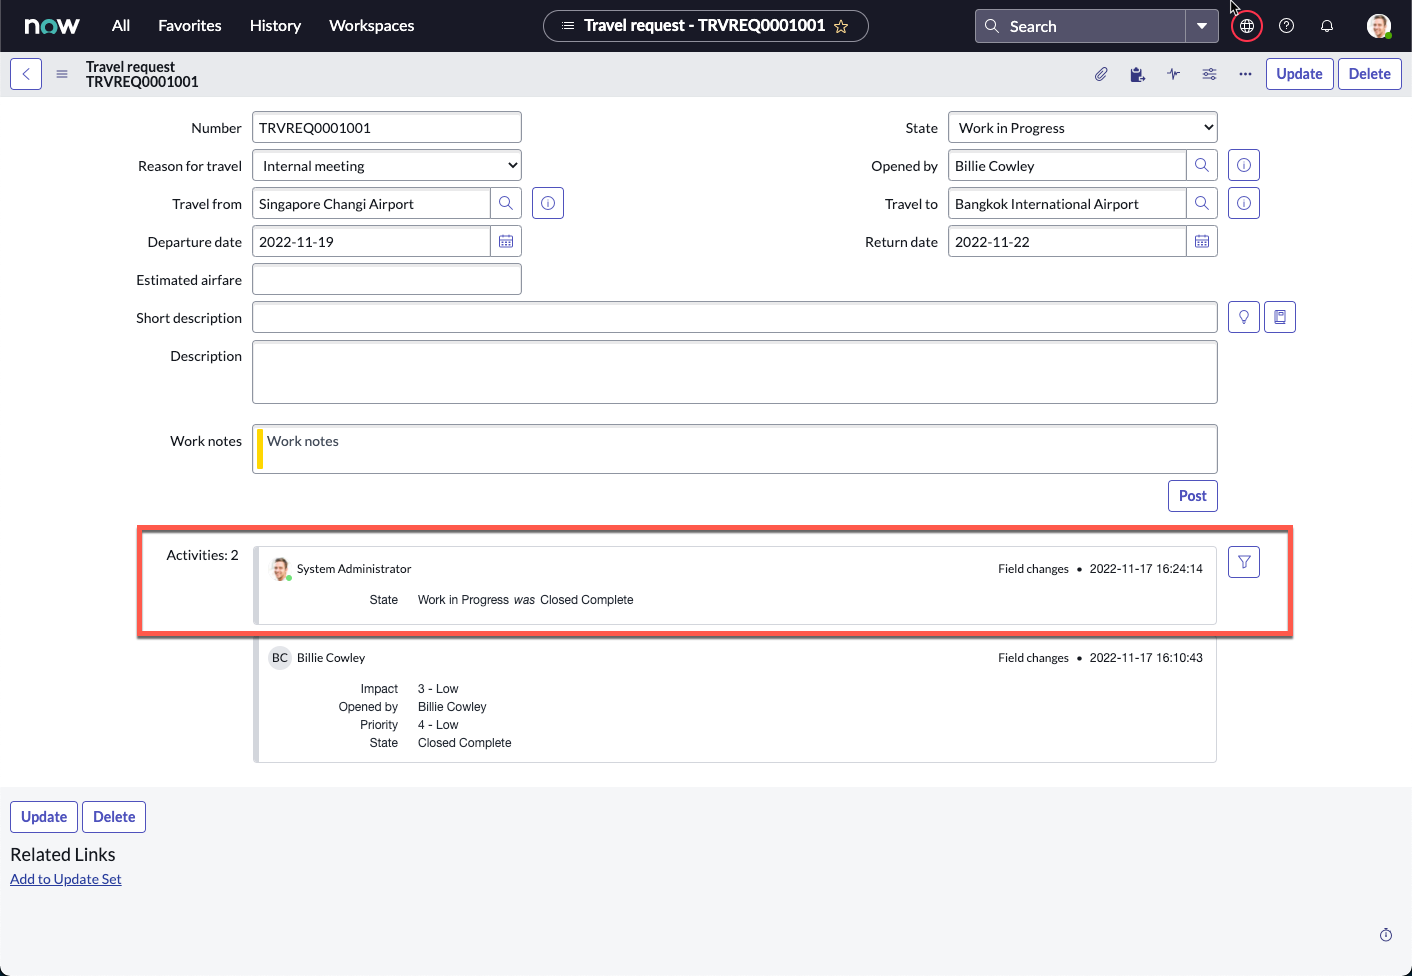 now All Favorites History Workspaces Travel request - TRVREQ0001001 Search
Travel request
TRVREQ0001001
Update Delete
Number TRVREQ0001001 State Work in Progress
Reason for travel Internal meeting Opened by Billie Cowley
Travel from Singapore Changi Airport Travel to Bangkok International Airport
Departure date 2022-11-19 Return date 2022-11-22
Estimated airfare
Short description
Description
Work notes Work notes
Post
Activities: 2
System Administrator Field changes • 2022-11-17 16:24:14
State Work in Progress was Closed Complete
BC Billie Cowley Field changes • 2022-11-17 16:10:43
Impact 3 - Low
Opened by Billie Cowley
Priority 4 - Low
State Closed Complete
Update Delete
Related Links
Add to Update Set